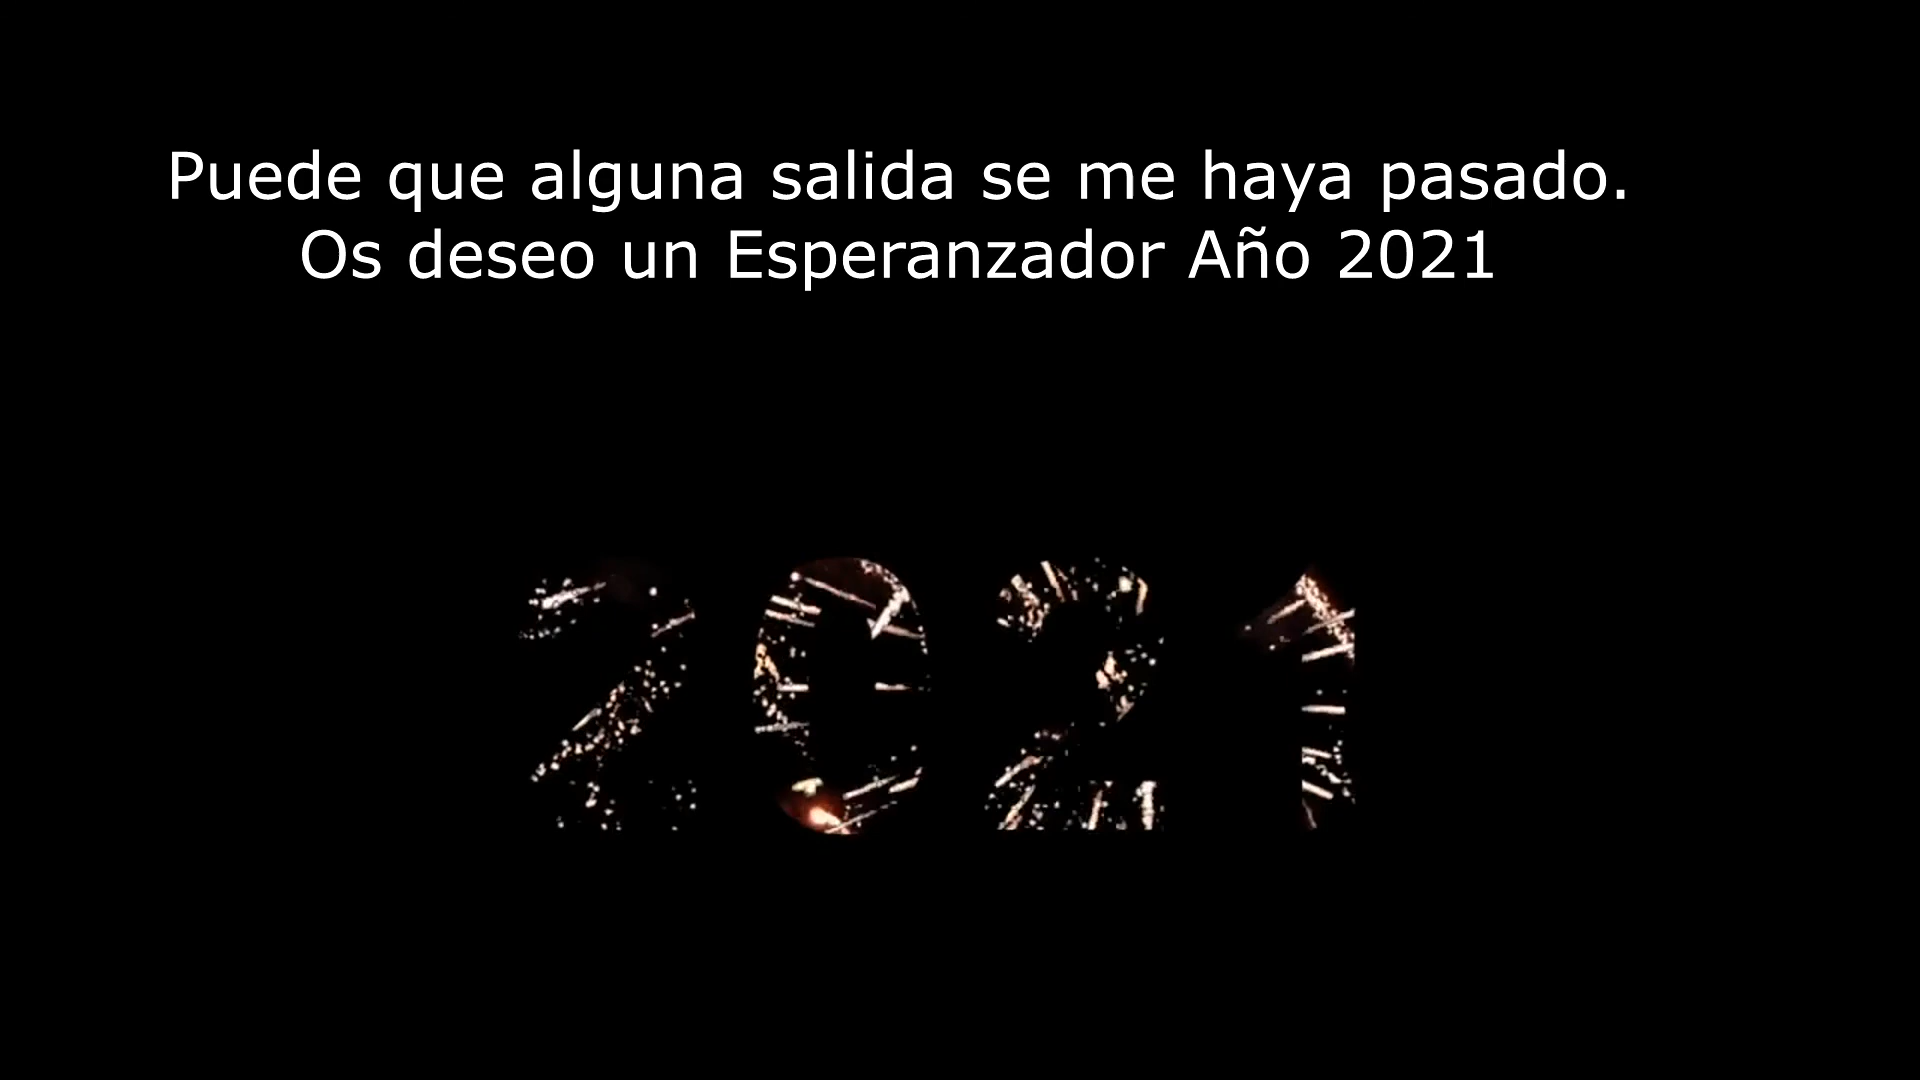 Puede que alguna salida se me haya pasado.
Os deseo un Esperanzador Año 2021
2021